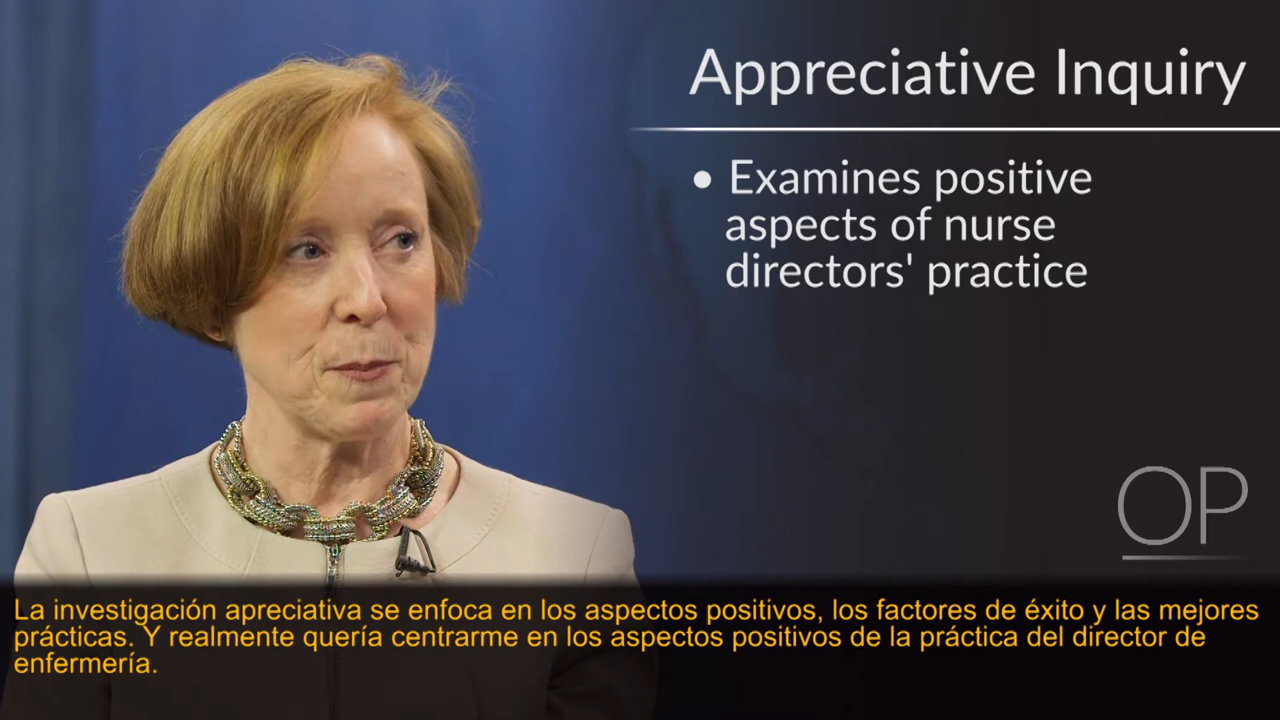 Appreciative Inquiry
• Examines positive
aspects of nurse
directors' practice
OP
La investigación apreciativa se enfoca en los aspectos positivos, los factores de éxito y las mejores
prácticas. Y realmente quería centrarme en los aspectos positivos de la práctica del director de
enfermería.